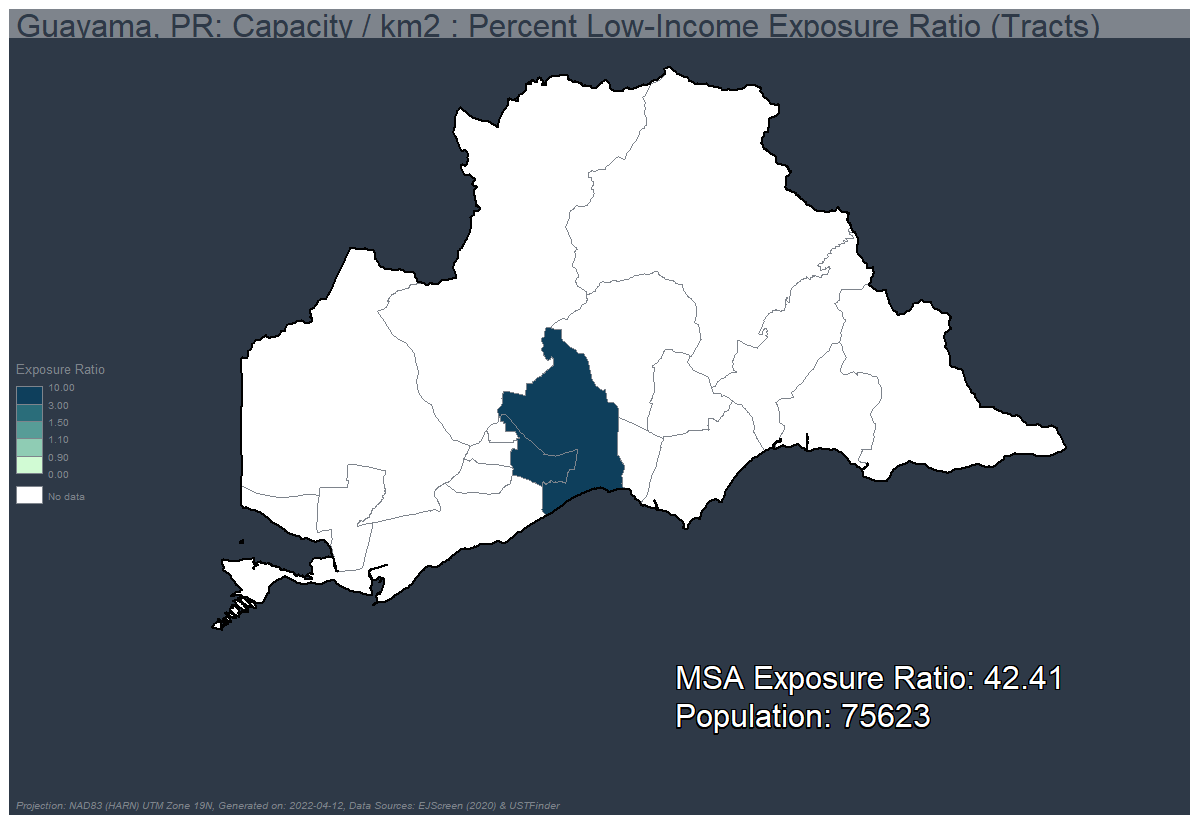 Guayama, PR: Capacity / km2 : Percent Low-Income Exposure Ratio (Tracts)
Exposure Ratio
10.00
3.00
1.50
1.10
0.90
0.00
No data
MSA Exposure Ratio: 42.41
Population: 75623
Projection: NAD83 (HARN) UTM Zone 19N, Generated on: 2022-04-12, Data Sources: EJScreen (2020) & USTFinder